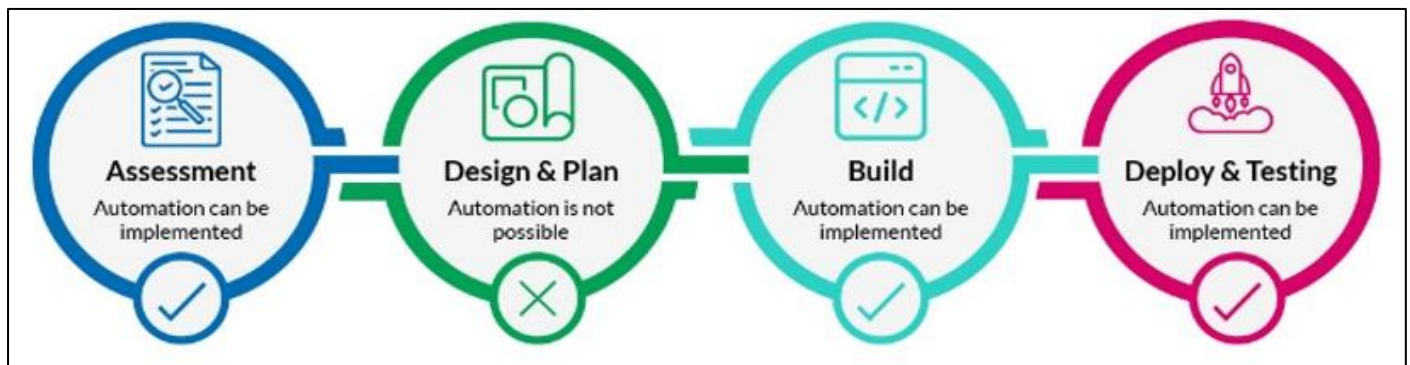 Assessment
Automation can be
implemented
Design & Plan
Automation is not
possible
</>
Build
Automation can be
implemented
Deploy & Testing
Automation can be
implemented